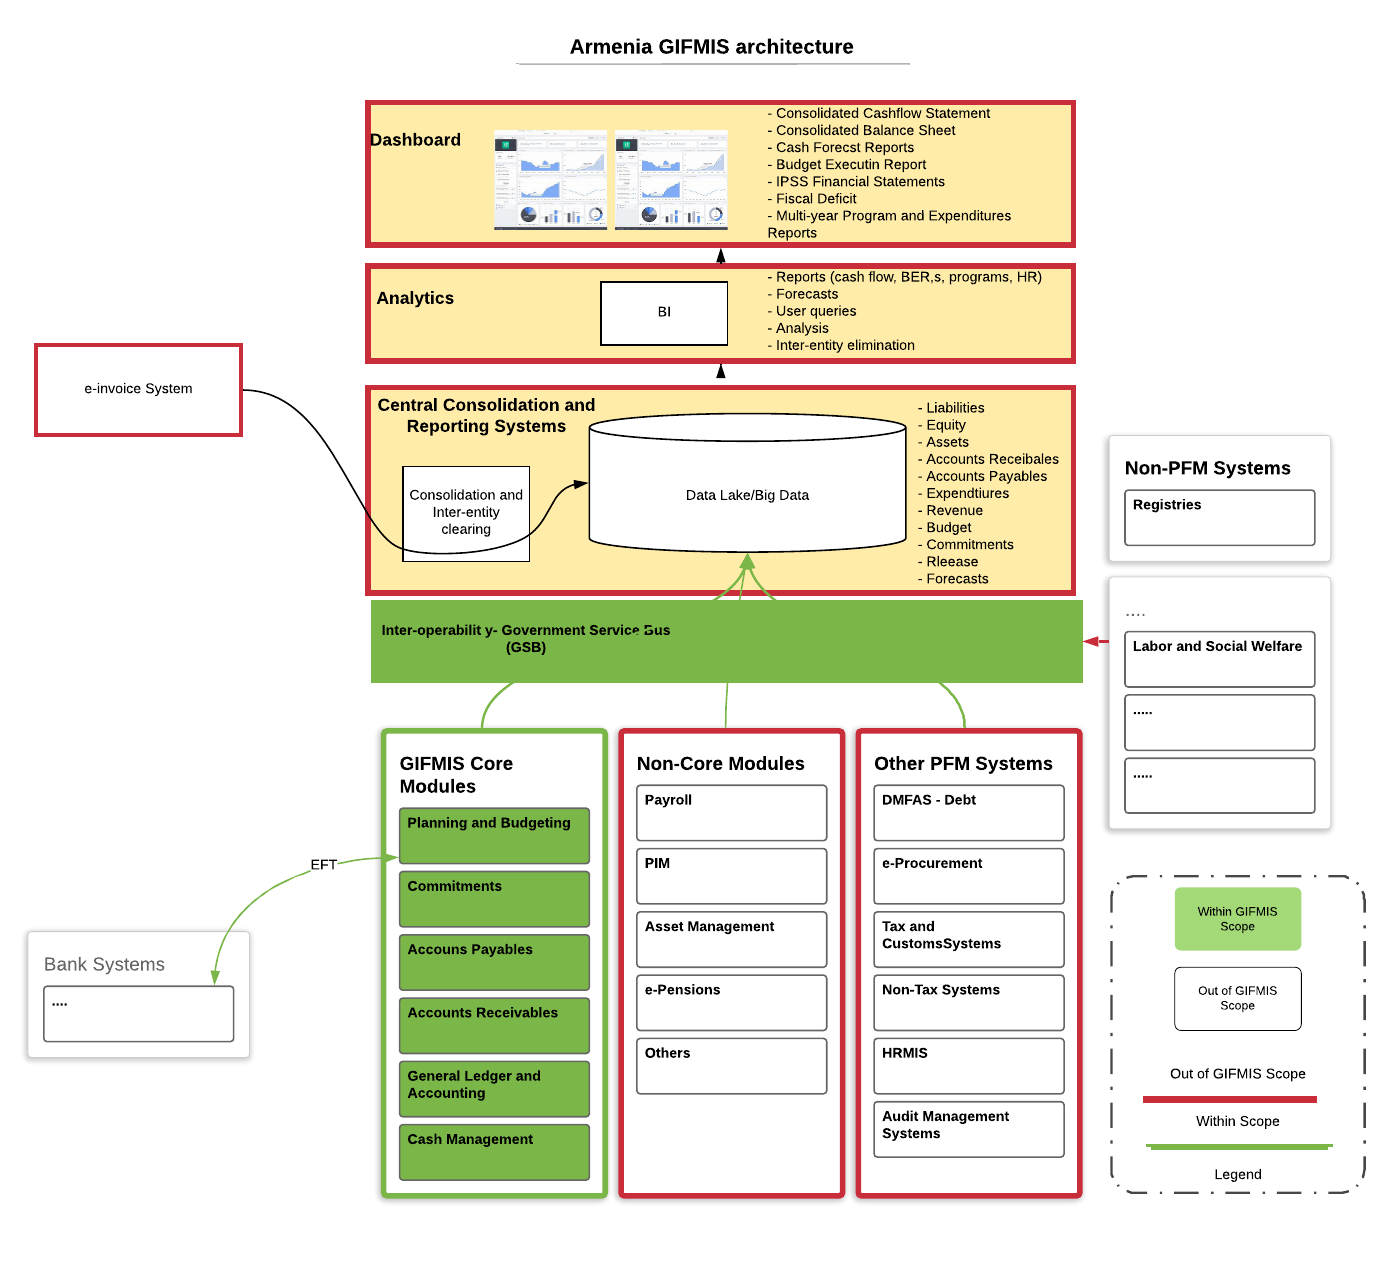 Armenia GIFMIS architecture
Dashboard
- Consolidated Cashflow Statement
- Consolidated Balance Sheet
- Cash Forecst Reports
- Budget Executin Report
- IPSS Financial Statements
- Fiscal Deficit
- Multi-year Program and Expenditures
Reports
Analytics
BI
- Reports (cash flow, BER,s, programs, HR)
- Forecasts
- User queries
- Analysis
- Inter-entity elimination
e-invoice System
Central Consolidation and
Reporting Systems
Consolidation and
Inter-entity
clearing
Data Lake/Big Data
- Liabilities
- Equity
- Assets
- Accounts Receibales
- Accounts Payables
- Expendtiures
- Revenue
- Budget
- Commitments
- Rleease
- Forecasts
Non-PFM Systems
Registries
....
Labor and Social Welfare
.....
.....
Inter-operabilit y- Government Service Bus
(GSB)
GIFMIS Core
Modules
Planning and Budgeting
Commitments
Accouns Payables
Accounts Receivables
General Ledger and
Accounting
Cash Management
Non-Core Modules
Payroll
PIM
Asset Management
e-Pensions
Others
Other PFM Systems
DMFAS - Debt
e-Procurement
Tax and
CustomsSystems
Non-Tax Systems
HRMIS
Audit Management
Systems
EFT
Bank Systems
....
Within GIFMIS
Scope
Out of GIFMIS
Scope
Out of GIFMIS Scope
Within Scope
Legend